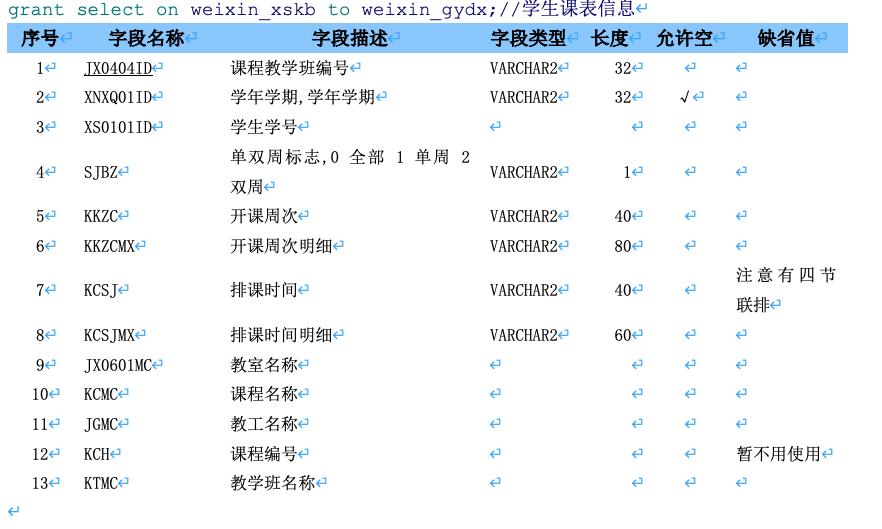 grant select on weixin_xskb to weixin_gydx;//学生课表信息
序号 字段名称 字段描述 字段类型 长度 允许空 缺省值
1 JX0404ID 课程教学班编号 VARCHAR2 32
2 XNXQ01ID 学年学期,学年学期 VARCHAR2 32 √
3 XS0101ID 学生学号
4 SJBZ 单双周标志,0 全部 1 单周 2 VARCHAR2 1
双周
5 KKZC 开课周次 VARCHAR2 40
6 KKZCMX 开课周次明细 VARCHAR2 80
7 KCSJ 排课时间 VARCHAR2 40 注意有四节
联排
8 KCSJMX 排课时间明细 VARCHAR2 60
9 JX0601MC 教室名称
10 KCMC 课程名称
11 JGMC 教工名称
12 KCH 课程编号 暂不用使用
13 KTMC 教学班名称